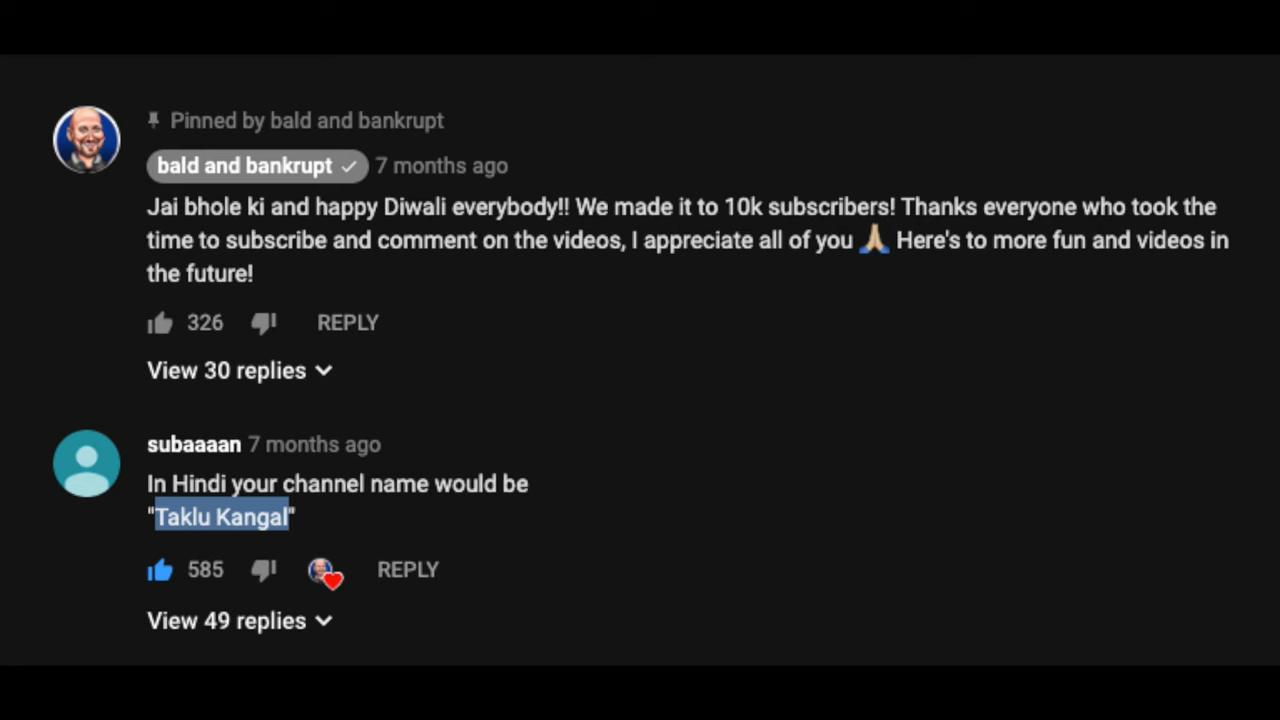 Pinned by bald and bankrupt
bald and bankrupt 7 months ago
Jai bhole ki and happy Diwali everybody!! We made it to 10k subscribers! Thanks everyone who took the
time to subscribe and comment on the videos, I appreciate all of you 🙏🏼 Here's to more fun and videos in
the future!
326 REPLY
View 30 replies
subaaaan 7 months ago
In Hindi your channel name would be
"Taklu Kangal"
585 REPLY
View 49 replies